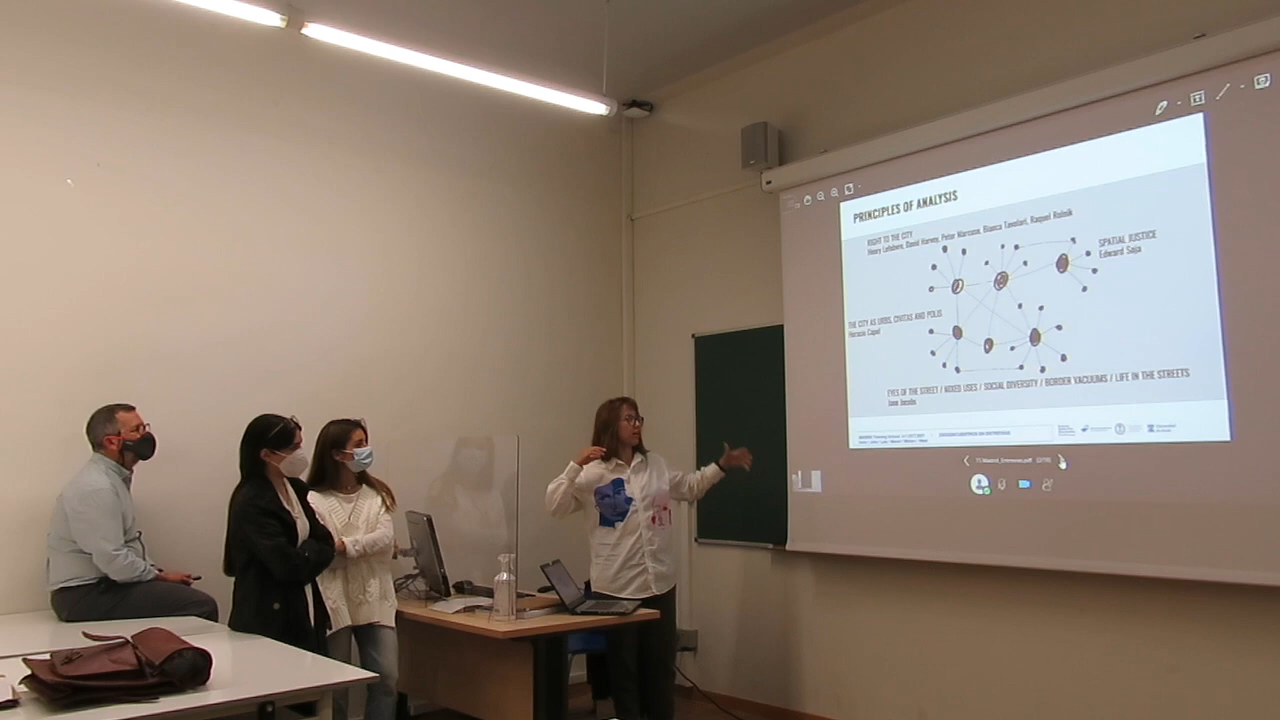 PRINCIPLES OF ANALYSIS
RIGHT TO THE CITY
Henry Lefebvre, David Harvey, Peter Marcuse, Bianca Tavolari, Raquel Rolnik
SPATIAL JUSTICE
Edward Soja
THE CITY AS URBS, CIVITAS AND POLIS
Horacio Capel
EYES OF THE STREET / MIXED USES / SOCIAL DIVERSITY / BORDER VACUUMS / LIFE IN THE STREETS
Jane Jacobs